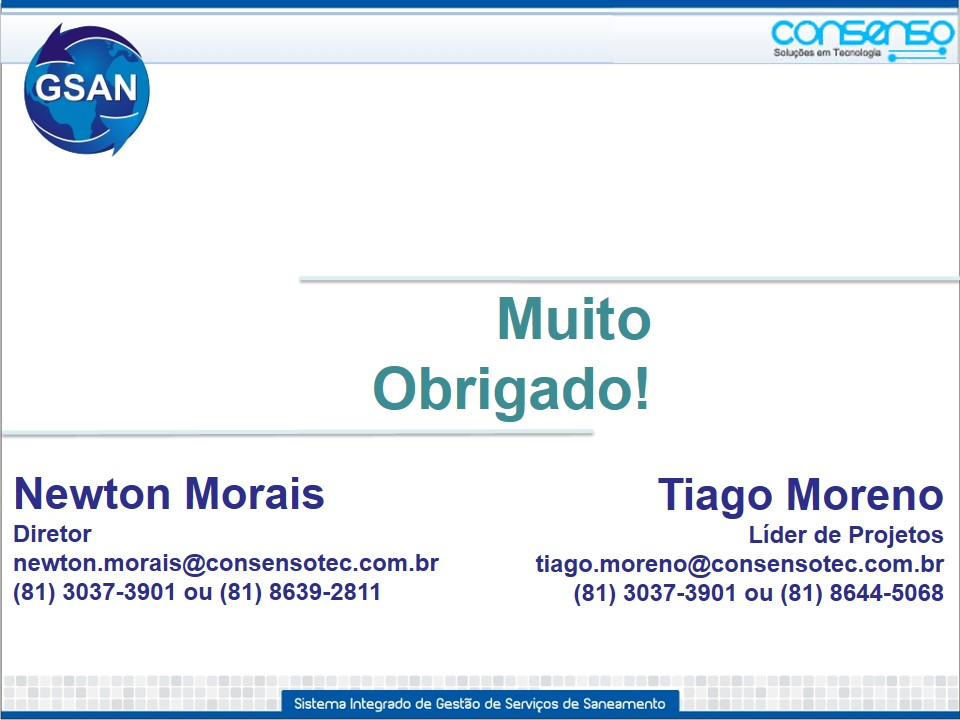 GSAN
consenso
Soluções em Tecnologia
Muito
Obrigado!
Newton Morais
Diretor
newton.morais@consensotec.com.br
(81) 3037-3901 ou (81) 8639-2811
Tiago Moreno
Líder de Projetos
tiago.moreno@consensotec.com.br
(81) 3037-3901 ou (81) 8644-5068
Sistema Integrado de Gestão de Serviços de Saneamento